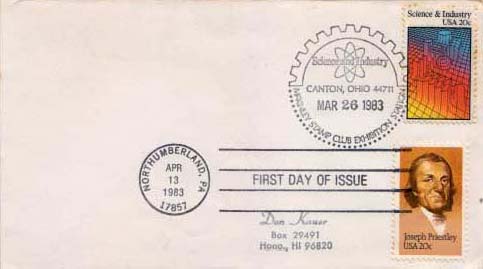 Science & Industry
USA 20c
Science and Industry
CANTON, OHIO 44711
MAR 26 1983
MCKINLEY STAMP CLUB EXHIBITION STATION
NORTHUMBERLAND, PA
APR
13
1983
17857
FIRST DAY OF ISSUE
Don Kauer
Box 29491
Hono., HI 96820
Joseph Priestley
USA 20c